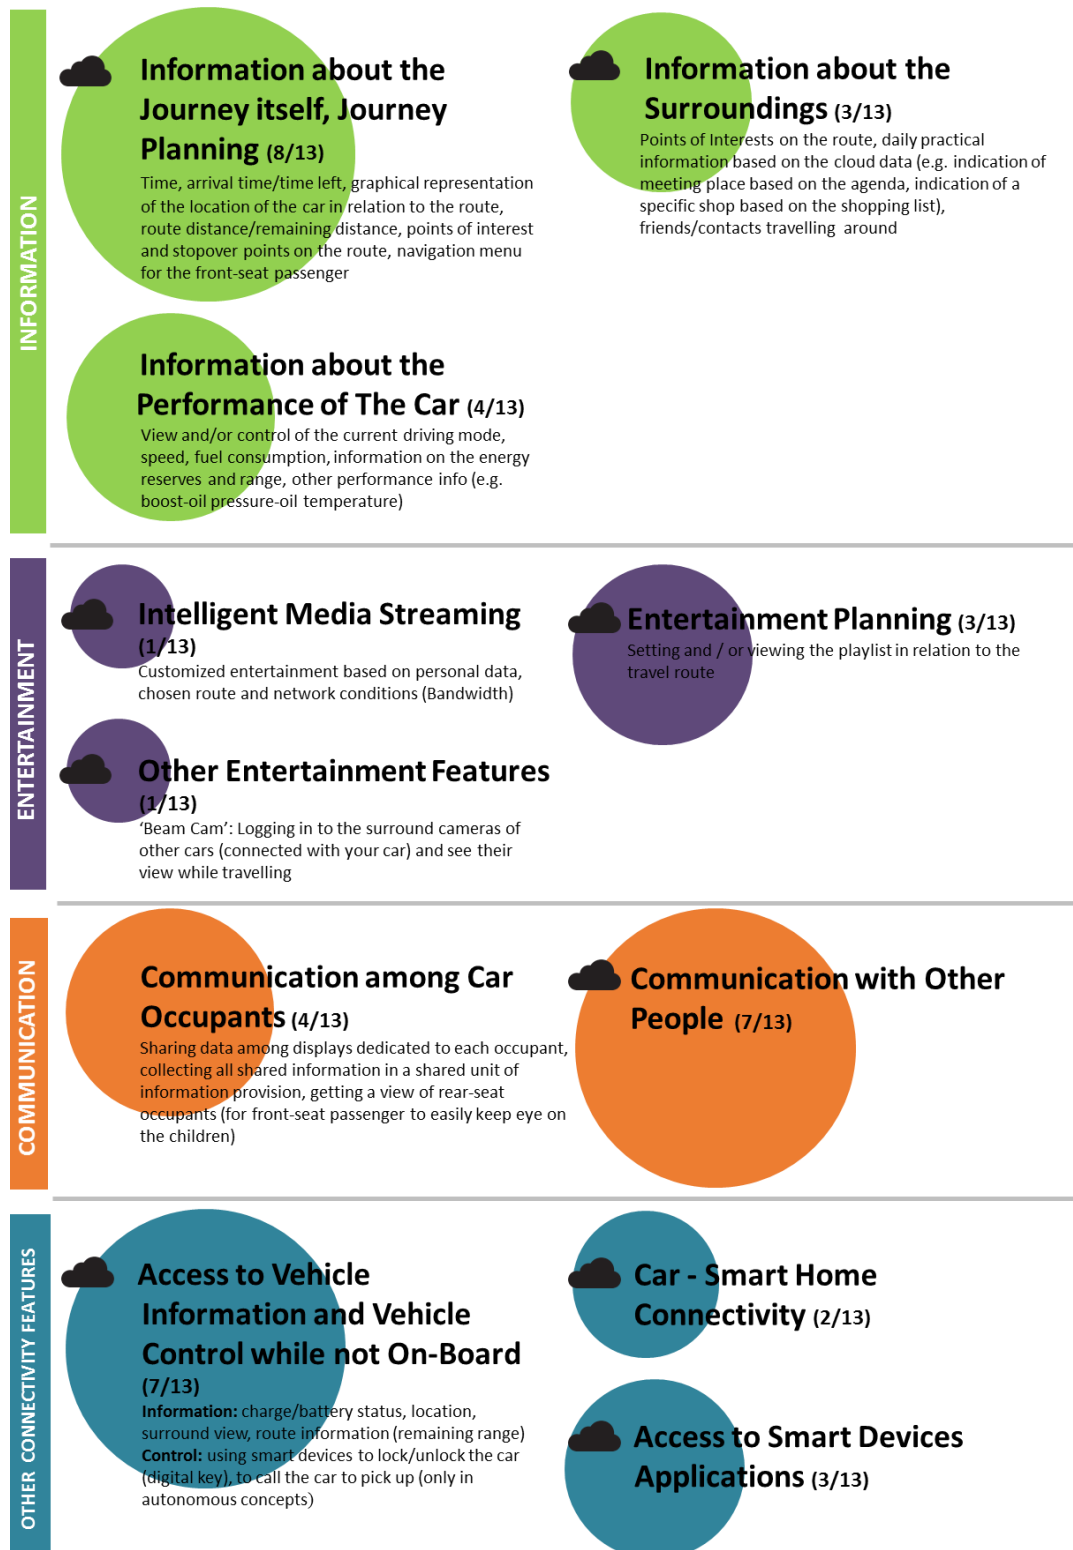 INFORMATION
Information about the
Journey itself, Journey
Planning (8/13)
Time, arrival time/time left, graphical representation
of the location of the car in relation to the route,
route distance/remaining distance, points of interest
and stopover points on the route, navigation menu
for the front-seat passenger
Information about the
Surroundings (3/13)
Points of Interests on the route, daily practical
information based on the cloud data (e.g. indication of
meeting place based on the agenda, indication of a
specific shop based on the shopping list),
friends/contacts travelling around
Information about the
Performance of The Car (4/13)
View and/or control of the current driving mode,
speed, fuel consumption, information on the energy
reserves and range, other performance info (e.g.
boost-oil pressure-oil temperature)
ENTERTAINMENT
Intelligent Media Streaming
(1/13)
Customized entertainment based on personal data,
chosen route and network conditions (Bandwidth)
Entertainment Planning (3/13)
Setting and / or viewing the playlist in relation to the
travel route
Other Entertainment Features
(1/13)
‘Beam Cam’: Logging in to the surround cameras of
other cars (connected with your car) and see their
view while travelling
COMMUNICATION
Communication among Car
Occupants (4/13)
Sharing data among displays dedicated to each occupant,
collecting all shared information in a shared unit of
information provision, getting a view of rear-seat
occupants (for front-seat passenger to easily keep eye on
the children)
Communication with Other
People (7/13)
OTHER CONNECTIVITY FEATURES
Access to Vehicle
Information and Vehicle
Control while not On-Board
(7/13)
Information: charge/battery status, location,
surround view, route information (remaining range)
Control: using smart devices to lock/unlock the car
(digital key), to call the car to pick up (only in
autonomous concepts)
Car - Smart Home
Connectivity (2/13)
Access to Smart Devices
Applications (3/13)